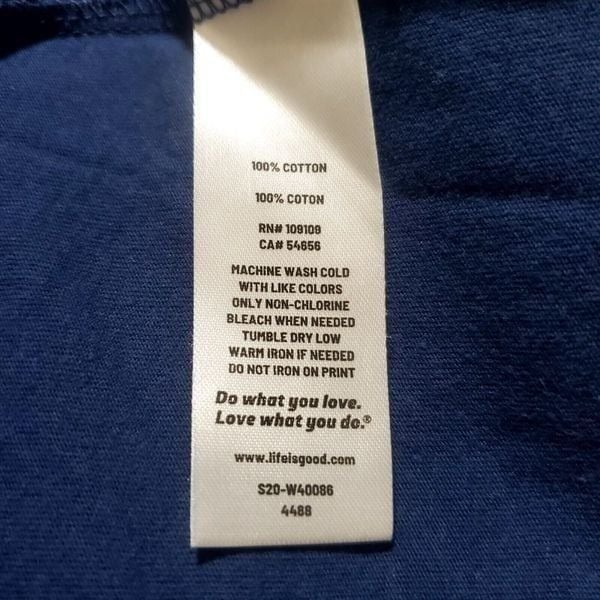 100% COTTON
100% COTON
RN# 109109
CA# 54656
MACHINE WASH COLD
WITH LIKE COLORS
ONLY NON-CHLORINE
BLEACH WHEN NEEDED
TUMBLE DRY LOW
WARM IRON IF NEEDED
DO NOT IRON ON PRINT
Do what you love.
Love what you do.®
www.lifeisgood.com
S20-W40086
4488